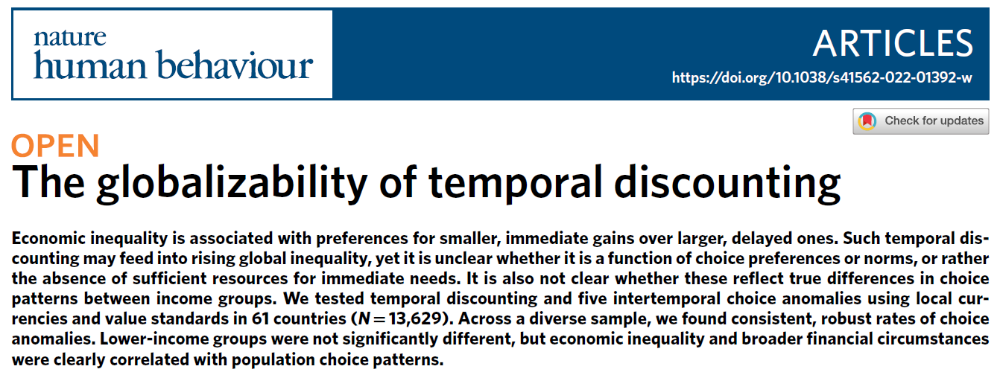 nature
human behaviour
ARTICLES
https://doi.org/10.1038/s41562-022-01392-w
Check for updates
OPEN
The globalizability of temporal discounting
Economic inequality is associated with preferences for smaller, immediate gains over larger, delayed ones. Such temporal dis-
counting may feed into rising global inequality, yet it is unclear whether it is a function of choice preferences or norms, or rather
the absence of sufficient resources for immediate needs. It is also not clear whether these reflect true differences in choice
patterns between income groups. We tested temporal discounting and five intertemporal choice anomalies using local cur-
rencies and value standards in 61 countries (N = 13,629). Across a diverse sample, we found consistent, robust rates of choice
anomalies. Lower-income groups were not significantly different, but economic inequality and broader financial circumstances
were clearly correlated with population choice patterns.